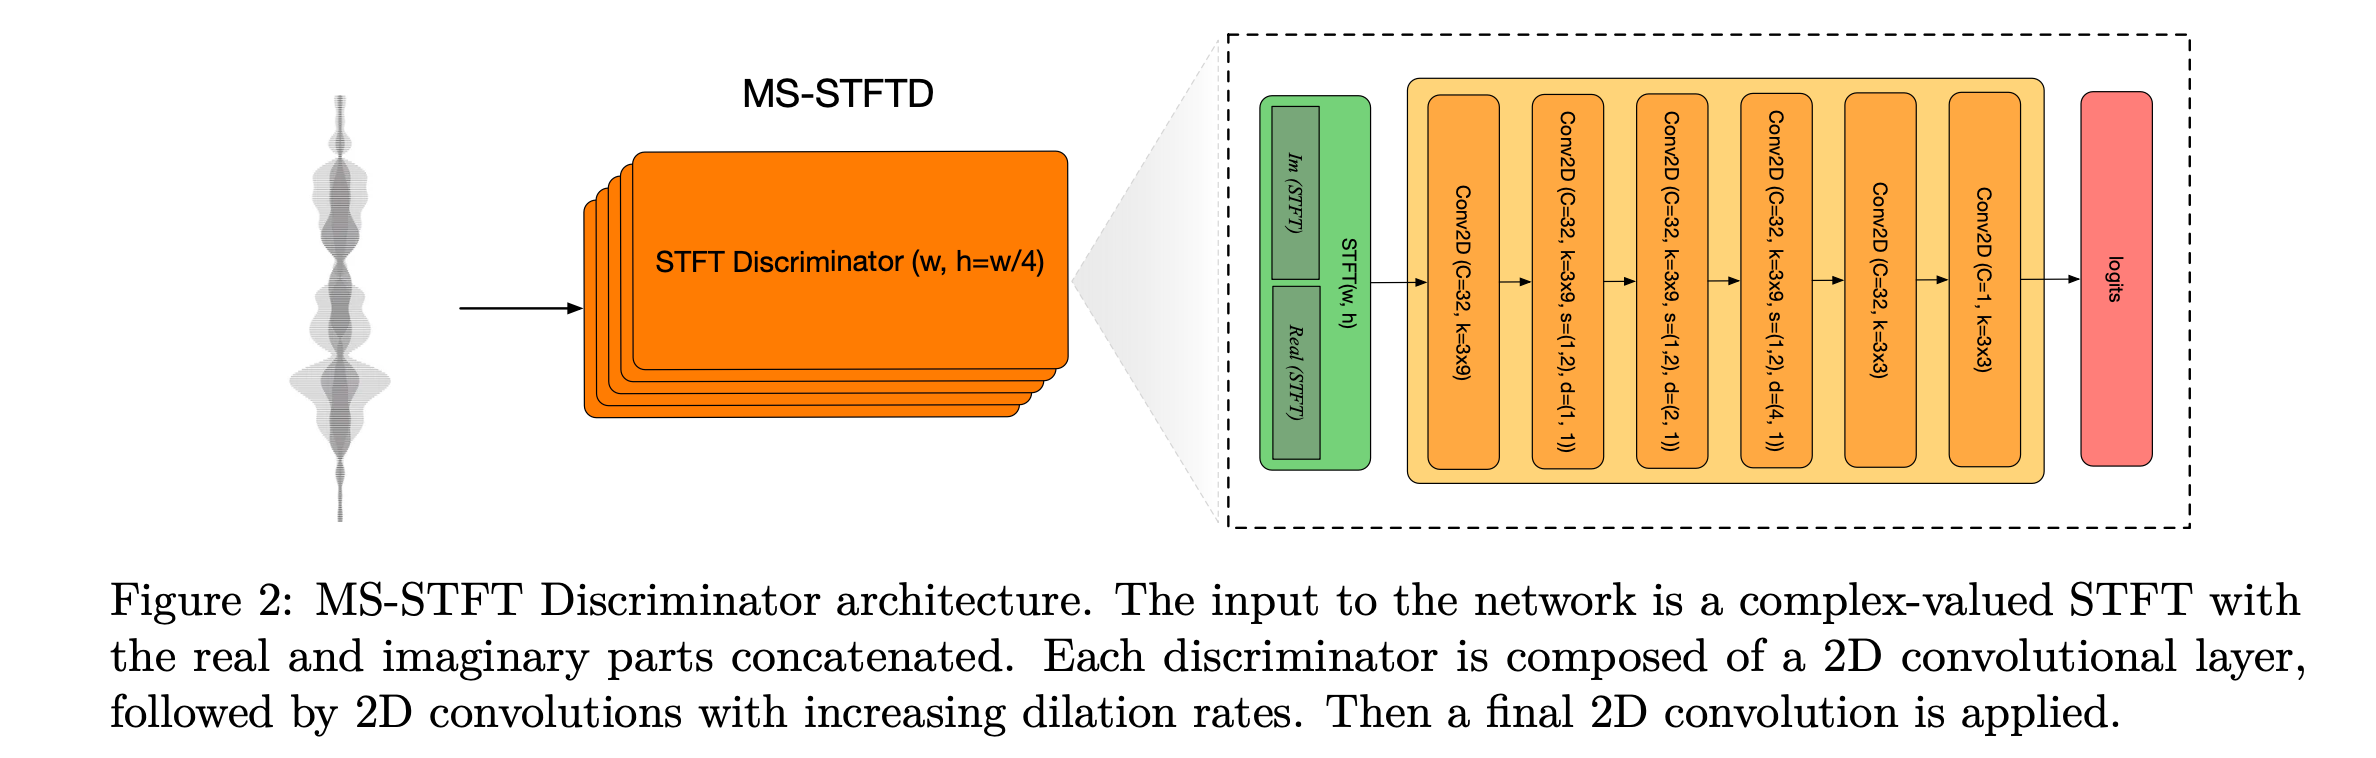 MS-STFTD
STFT Discriminator (w, h=w/4)
Im (STFT)
Real (STFT)
STFT(w, h)
Conv2D (C=32, k=3x9)
Conv2D (C=32, k=3x9, s=(1,2), d=(1, 1))
Conv2D (C=32, k=3x9, s=(1,2), d=(2, 1))
Conv2D (C=32, k=3x9, s=(1,2), d=(4, 1))
Conv2D (C=32, k=3x3)
Conv2D (C=1, k=3x3)
logits
Figure 2: MS-STFT Discriminator architecture. The input to the network is a complex-valued STFT with
the real and imaginary parts concatenated. Each discriminator is composed of a 2D convolutional layer,
followed by 2D convolutions with increasing dilation rates. Then a final 2D convolution is applied.